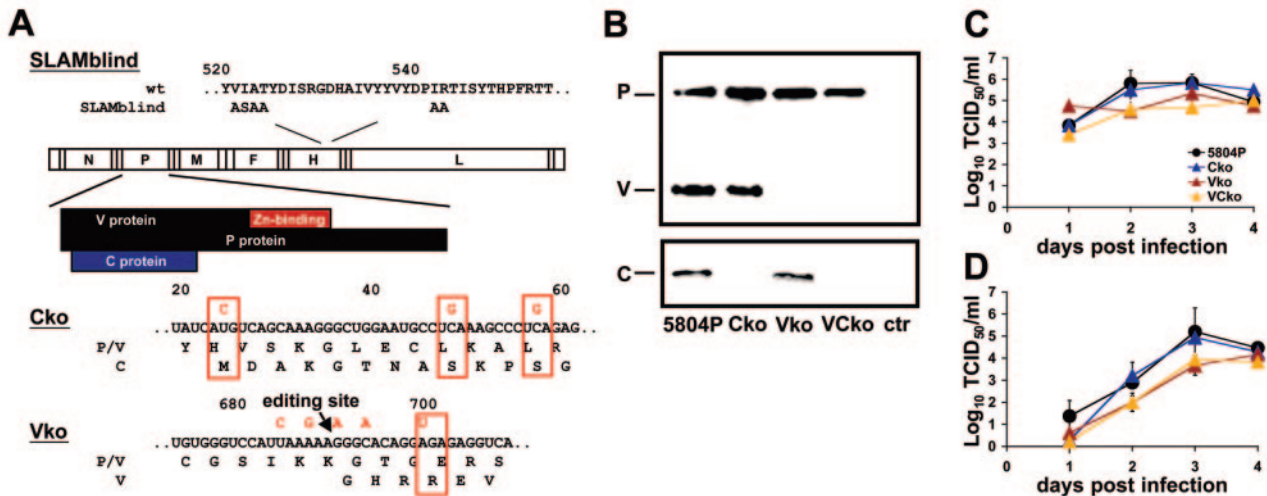 A
SLAMblind
520 540
wt ..YVIATYDISRGDHAIVYYVYDPIRTISYTHPFRTT..
SLAMblind ASAA AA
N P M F H L
V protein Zn-binding
P protein
C protein
20 40 60
Cko
C G G
..UAUCAUGUCAGCAAAGGGCUGGAAUGCCUCAAAGCCCUCAGAG..
P/V Y H V S K G L E C L K A L R
C M D A K G T N A S K P S G
680 editing site 700
Vko
C G A A U
..UGUGGGUCCAUUAAAAAGGGCACAGGAGAGAGGUCA..
P/V C G S I K K G T G E R S
V G H R R E V
B
P
V
C
5804P Cko Vko VCko ctr
C
Log10 TCID50/ml
7
6
5
4
3
2
1
0
0 1 2 3 4
days post infection
5804P
Cko
Vko
VCko
D
Log10 TCID50/ml
7
6
5
4
3
2
1
0
0 1 2 3 4
days post infection